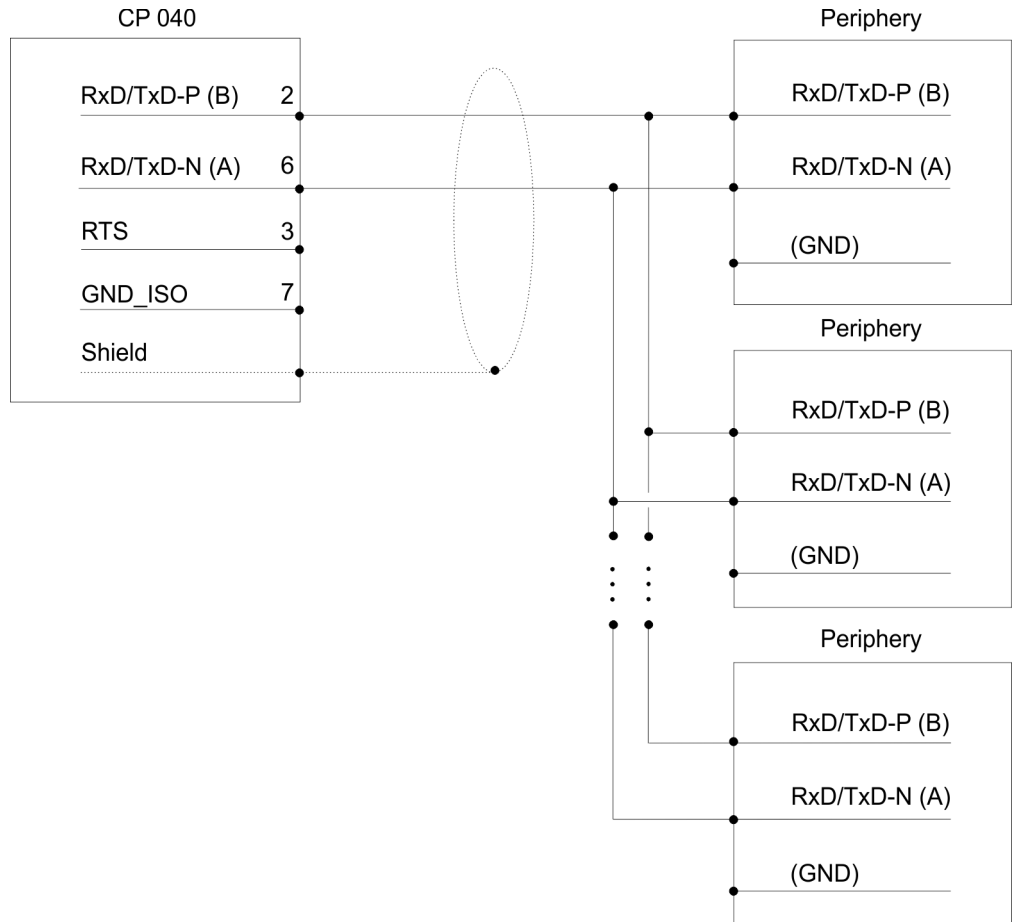 CP 040
RxD/TxD-P (B) 2
RxD/TxD-N (A) 6
RTS 3
GND_ISO 7
Shield
Periphery
RxD/TxD-P (B)
RxD/TxD-N (A)
(GND)
Periphery
RxD/TxD-P (B)
RxD/TxD-N (A)
(GND)
Periphery
RxD/TxD-P (B)
RxD/TxD-N (A)
(GND)